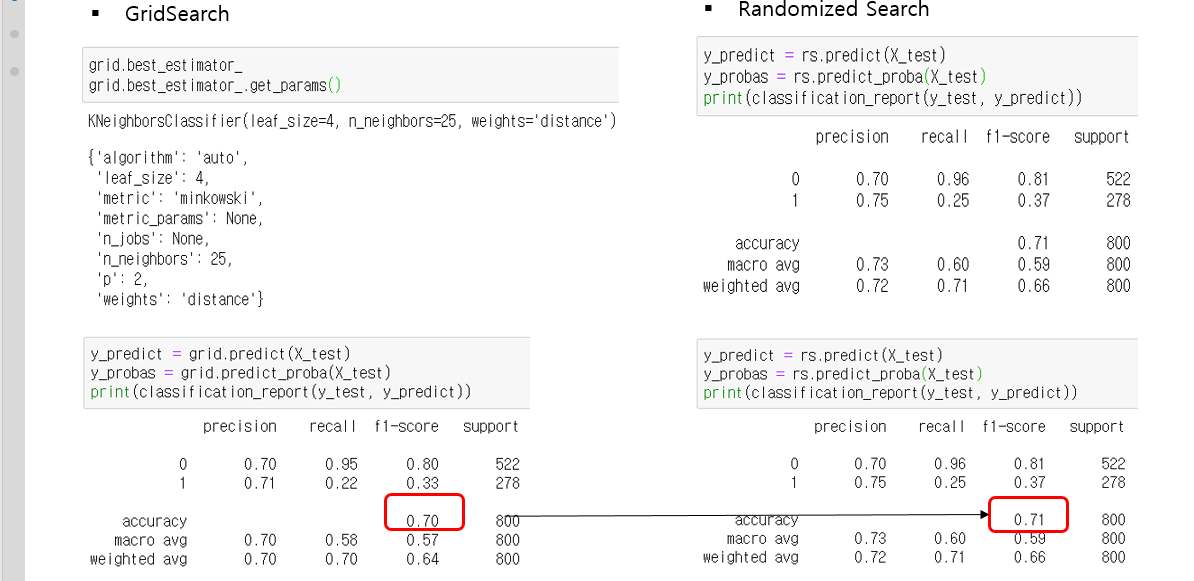 ▪ GridSearch
grid.best_estimator_
grid.best_estimator_.get_params()
KNeighborsClassifier(leaf_size=4, n_neighbors=25, weights='distance')
{'algorithm': 'auto',
'leaf_size': 4,
'metric': 'minkowski',
'metric_params': None,
'n_jobs': None,
'n_neighbors': 25,
'p': 2,
'weights': 'distance'}
y_predict = grid.predict(X_test)
y_probas = grid.predict_proba(X_test)
print(classification_report(y_test, y_predict))
precision recall f1-score support
0 0.70 0.95 0.80 522
1 0.71 0.22 0.33 278
accuracy 0.70 800
macro avg 0.70 0.58 0.57 800
weighted avg 0.70 0.70 0.64 800
▪ Randomized Search
y_predict = rs.predict(X_test)
y_probas = rs.predict_proba(X_test)
print(classification_report(y_test, y_predict))
precision recall f1-score support
0 0.70 0.96 0.81 522
1 0.75 0.25 0.37 278
accuracy 0.71 800
macro avg 0.73 0.60 0.59 800
weighted avg 0.72 0.71 0.66 800
y_predict = rs.predict(X_test)
y_probas = rs.predict_proba(X_test)
print(classification_report(y_test, y_predict))
precision recall f1-score support
0 0.70 0.96 0.81 522
1 0.75 0.25 0.37 278
accuracy 0.71 800
macro avg 0.73 0.60 0.59 800
weighted avg 0.72 0.71 0.66 800